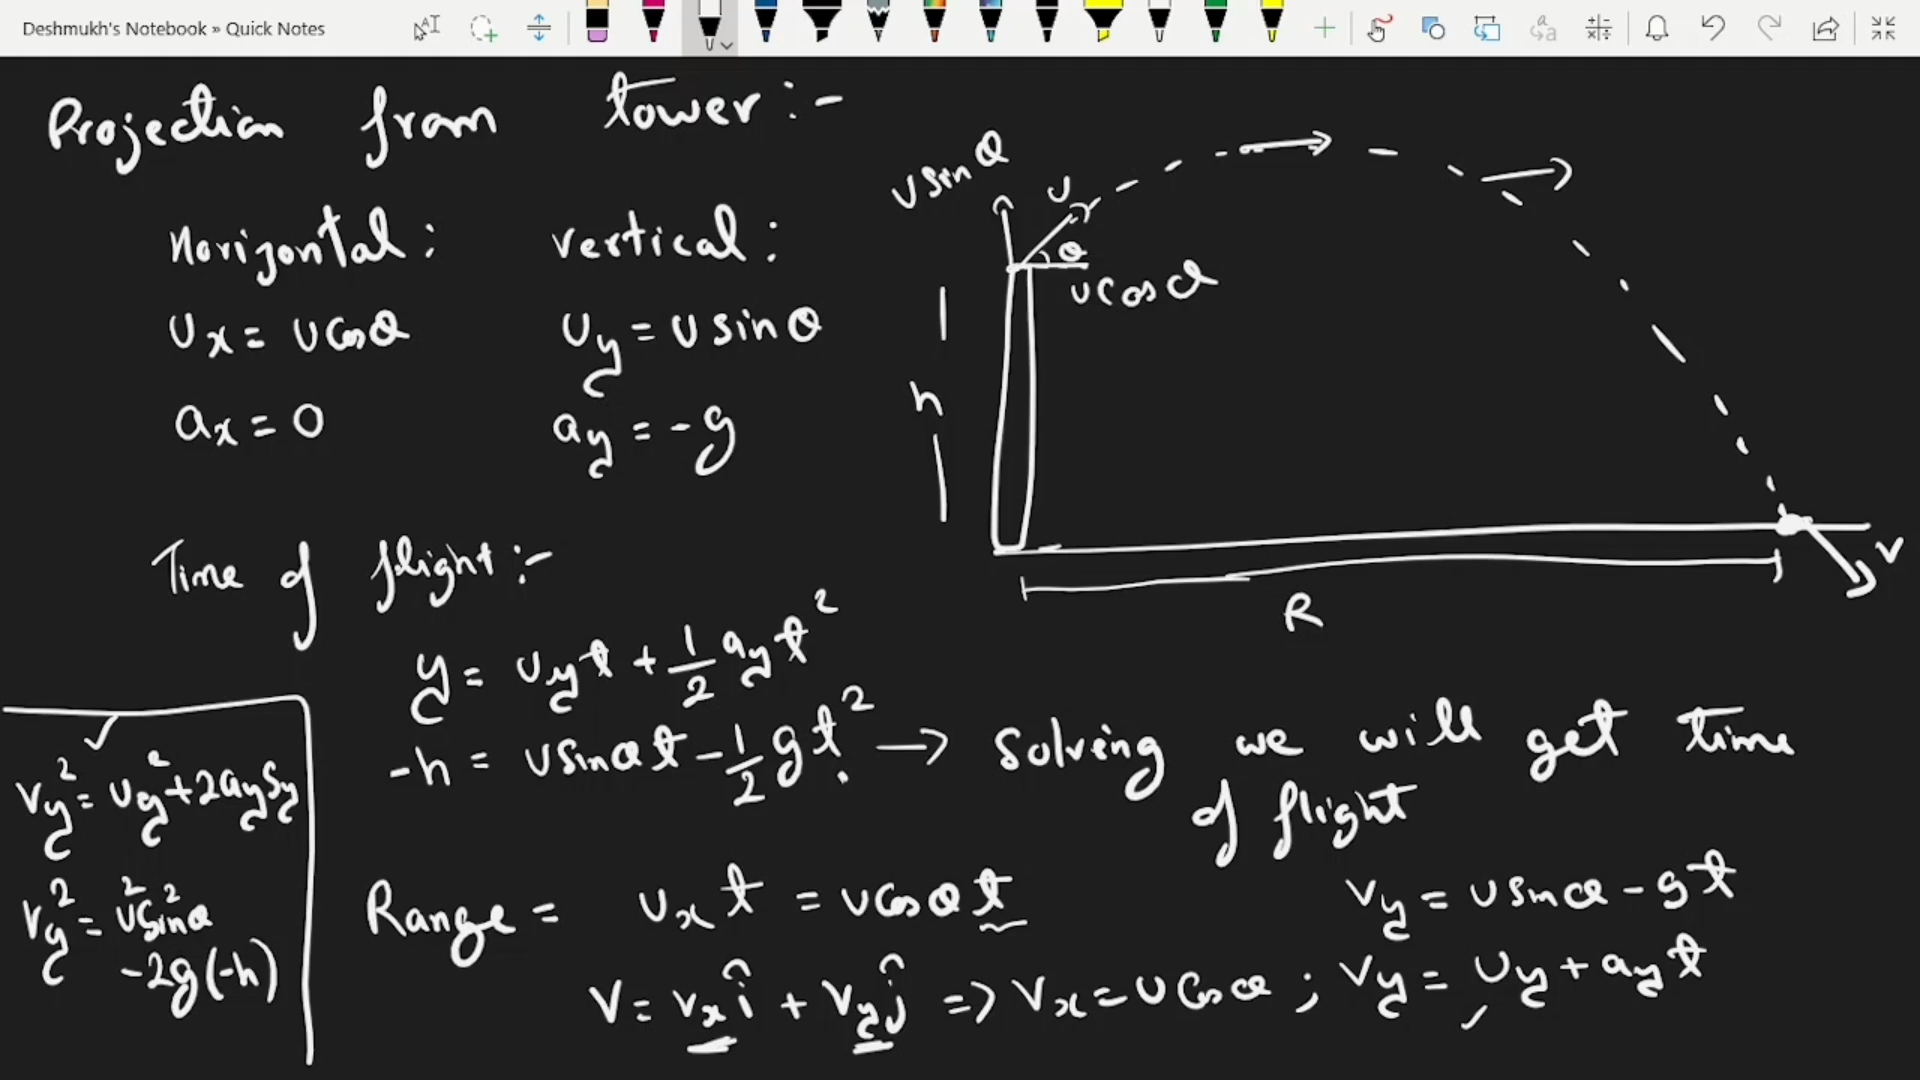 Deshmukh's Notebook » Quick Notes
Projection from tower :-
Horizontal :
Vertical :
Ux = U Cosθ
Uy = U sinθ
ax = 0
ay = -g
U sinθ
U
θ
U Cosθ
h
R
V
Time of flight :-
y = Uyt + 1/2 ayt²
-h = U sinθ t - 1/2 gt² → Solving we will get time
of flight
Vy² = Uy² + 2aySy
Vy² = U² sin²θ
-2g(-h)
Range = Ux t = U Cosθ t
Vy = U sinθ - gt
V = Vx î + Vy ĵ => Vx = U Cosθ ; Vy = Uy + ayt